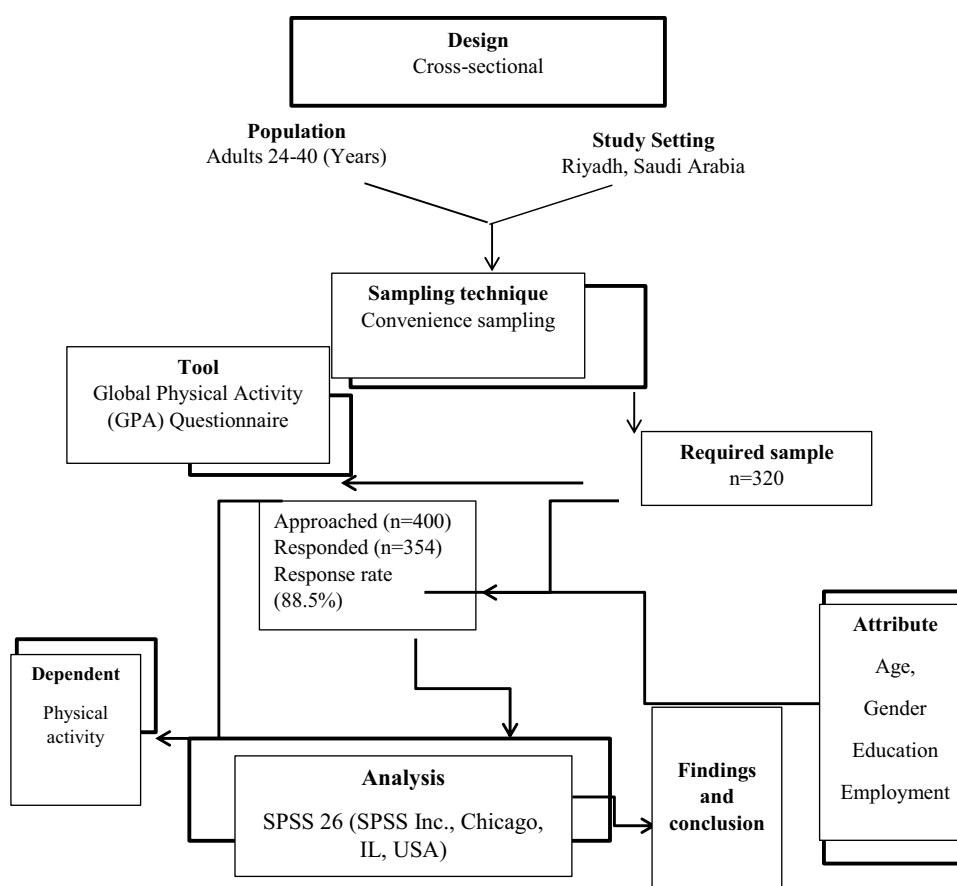 Design
Cross-sectional
Population
Adults 24-40 (Years)
Study Setting
Riyadh, Saudi Arabia
Sampling technique
Convenience sampling
Tool
Global Physical Activity
(GPA) Questionnaire
Required sample
n=320
Approached (n=400)
Responded (n=354)
Response rate
(88.5%)
Attribute
Age,
Gender
Education
Employment
Dependent
Physical
activity
Analysis
SPSS 26 (SPSS Inc., Chicago,
IL, USA)
Findings
and
conclusion